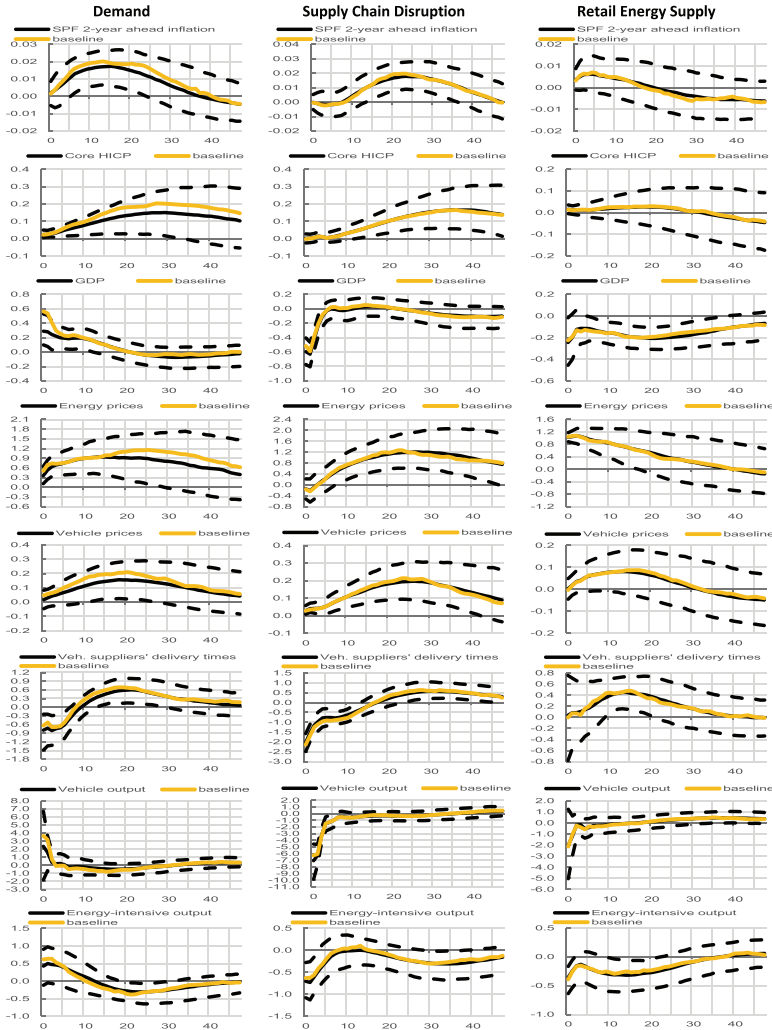 Demand
Supply Chain Disruption
Retail Energy Supply
SPF 2-year ahead inflation
baseline
0.03
0.02
0.01
0.00
-0.01
-0.02
0 10 20 30 40
SPF 2-year ahead inflation
baseline
0.04
0.02
0.00
-0.02
0 10 20 30 40
SPF 2-year ahead inflation
baseline
0.02
0.01
0.00
-0.01
-0.02
0 10 20 30 40
Core HICP baseline
0.4
0.3
0.2
0.1
0.0
-0.1
0 10 20 30 40
Core HICP baseline
0.4
0.3
0.2
0.1
0.0
-0.1
0 10 20 30 40
Core HICP baseline
0.2
0.1
0.0
-0.1
-0.2
0 10 20 30 40
GDP baseline
0.8
0.6
0.4
0.2
0.0
-0.2
-0.4
0 10 20 30 40
GDP baseline
0.2
0.0
-0.2
-0.4
-0.6
-0.8
-1.0
0 10 20 30 40
GDP baseline
0.2
0.0
-0.2
-0.4
-0.6
0 10 20 30 40
Energy prices baseline
2.1
1.8
1.5
1.2
0.9
0.6
0.3
0.0
-0.3
-0.6
0 10 20 30 40
Energy prices baseline
2.4
2.0
1.6
1.2
0.8
0.4
0.0
-0.4
-0.8
0 10 20 30 40
Energy prices baseline
1.6
1.2
0.8
0.4
0.0
-0.4
-0.8
-1.2
0 10 20 30 40
Vehicle prices baseline
0.4
0.3
0.2
0.1
0.0
-0.1
-0.2
0 10 20 30 40
Vehicle prices baseline
0.4
0.3
0.2
0.1
0.0
-0.1
0 10 20 30 40
Vehicle prices baseline
0.2
0.1
0.0
-0.1
-0.2
0 10 20 30 40
Veh. suppliers' delivery times
baseline
1.2
0.9
0.6
0.3
0.0
-0.3
-0.6
-0.9
-1.2
-1.5
-1.8
0 10 20 30 40
Veh. suppliers' delivery times
baseline
1.5
1.0
0.5
0.0
-0.5
-1.0
-1.5
-2.0
-2.5
-3.0
0 10 20 30 40
Veh. suppliers' delivery times
baseline
0.8
0.6
0.4
0.2
0.0
-0.2
-0.4
-0.6
-0.8
0 10 20 30 40
Vehicle output baseline
8.0
7.0
6.0
5.0
4.0
3.0
2.0
1.0
0.0
-1.0
-2.0
-3.0
0 10 20 30 40
Vehicle output baseline
2.0
1.0
0.0
-1.0
-2.0
-3.0
-4.0
-5.0
-6.0
-7.0
-8.0
-9.0
-10.0
-11.0
0 10 20 30 40
Vehicle output baseline
2.0
1.0
0.0
-1.0
-2.0
-3.0
-4.0
-5.0
-6.0
0 10 20 30 40
Energy-intensive output
baseline
1.5
1.0
0.5
0.0
-0.5
-1.0
0 10 20 30 40
Energy-intensive output
baseline
0.5
0.0
-0.5
-1.0
-1.5
0 10 20 30 40
Energy-intensive output
baseline
0.5
0.0
-0.5
-1.0
0 10 20 30 40